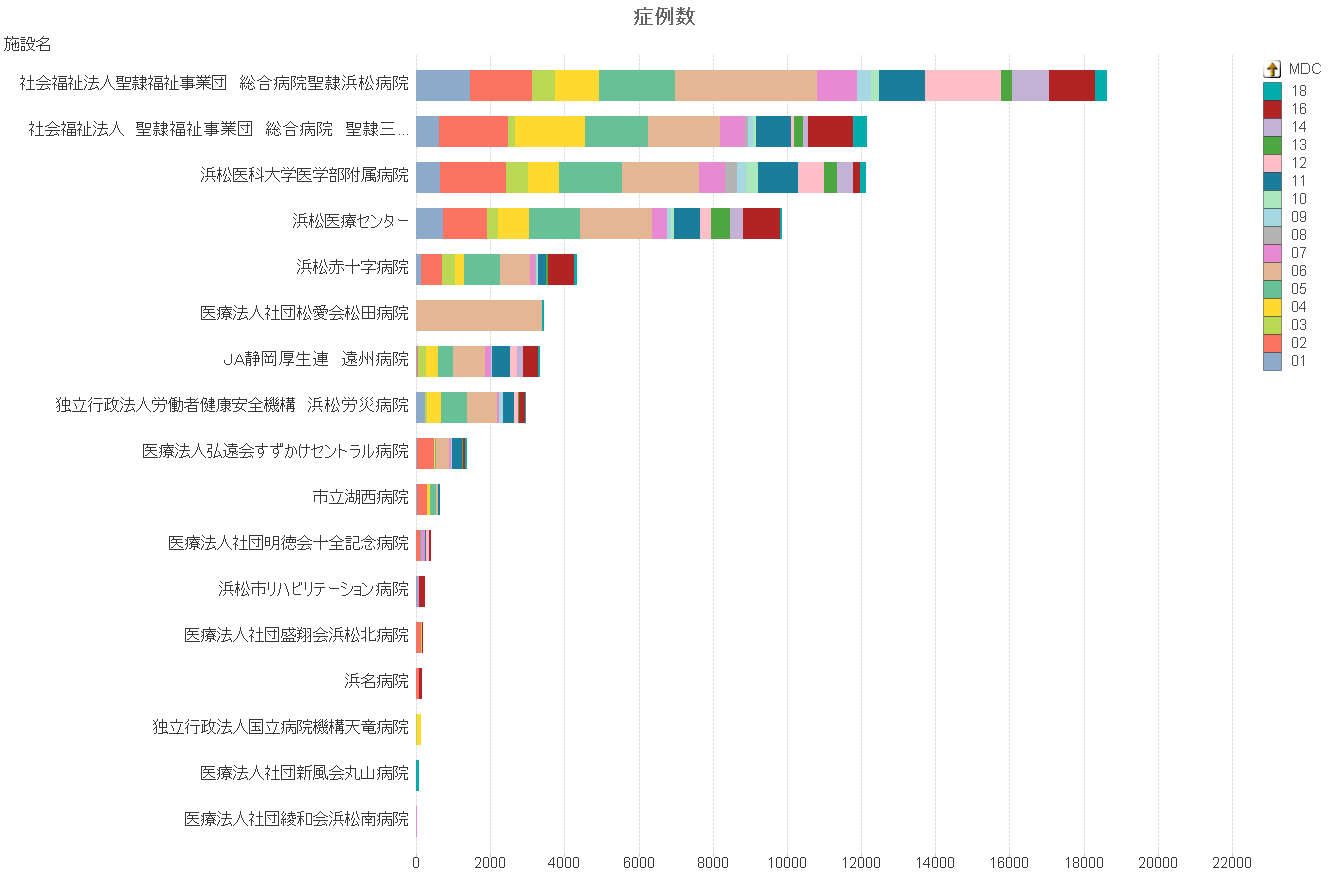 症例数
施設名
社会福祉法人聖隷福祉事業団　総合病院聖隷浜松病院
社会福祉法人　聖隷福祉事業団　総合病院　聖隷三...
浜松医科大学医学部附属病院
浜松医療センター
浜松赤十字病院
医療法人社団松愛会松田病院
JA静岡厚生連　遠州病院
独立行政法人労働者健康安全機構　浜松労災病院
医療法人弘遠会すずかけセントラル病院
市立湖西病院
医療法人社団明徳会十全記念病院
浜松市リハビリテーション病院
医療法人社団盛翔会浜松北病院
浜名病院
独立行政法人国立病院機構天竜病院
医療法人社団新風会丸山病院
医療法人社団綾和会浜松南病院
0 2000 4000 6000 8000 10000 12000 14000 16000 18000 20000 22000
MDC
18
16
14
13
12
11
10
09
08
07
06
05
04
03
02
01